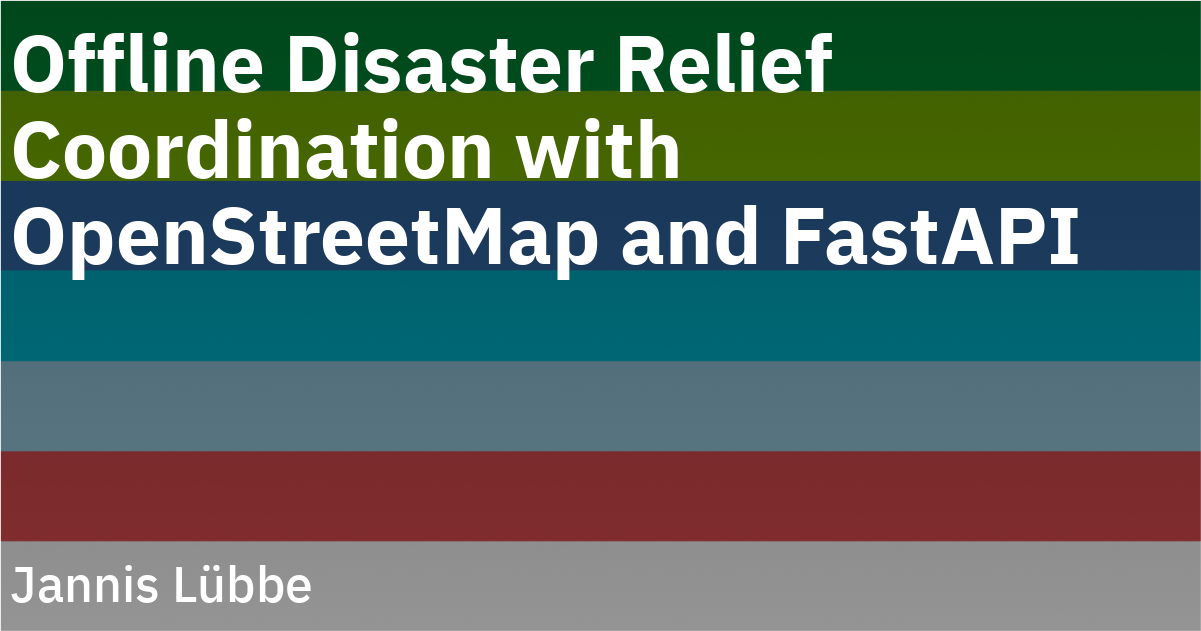 Offline Disaster Relief
Coordination with
OpenStreetMap and FastAPI
Jannis Lübbe